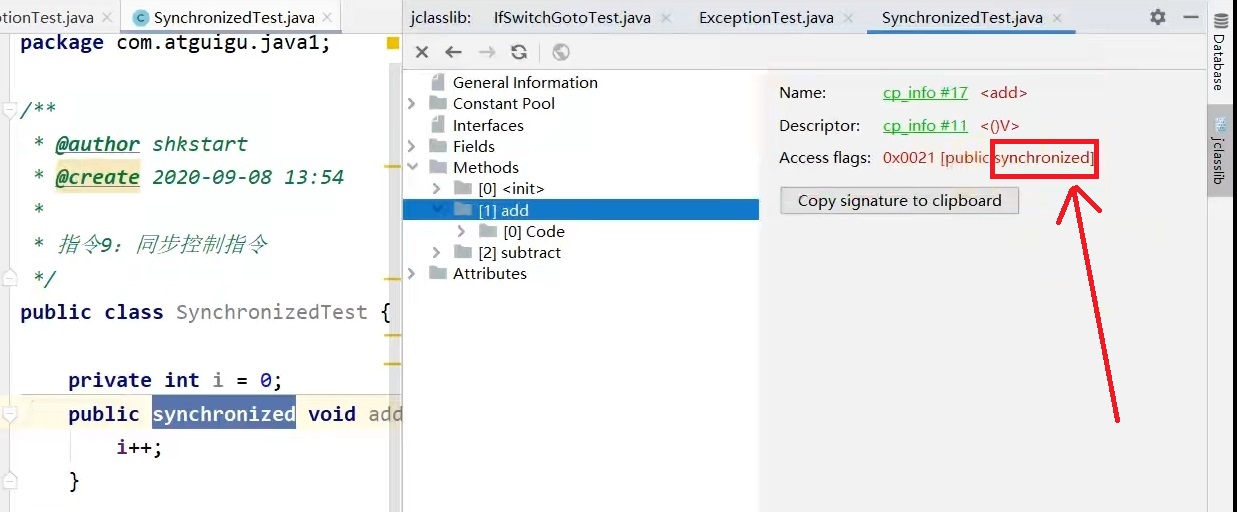 ptionTest.java
SynchronizedTest.java
jclasslib:
IfSwitchGotoTest.java
ExceptionTest.java
SynchronizedTest.java
package com.atguigu.java1;
/**
* @author shkstart
* @create 2020-09-08 13:54
*
* 指令9：同步控制指令
*/
public class SynchronizedTest {
private int i = 0;
public synchronized void add
i++;
}
General Information
Constant Pool
Interfaces
Fields
Methods
[0] <init>
[1] add
[0] Code
[2] subtract
Attributes
Name: cp_info #17 <add>
Descriptor: cp_info #11 <()V>
Access flags: 0x0021 [public synchronized]
Copy signature to clipboard
Database
jclasslib